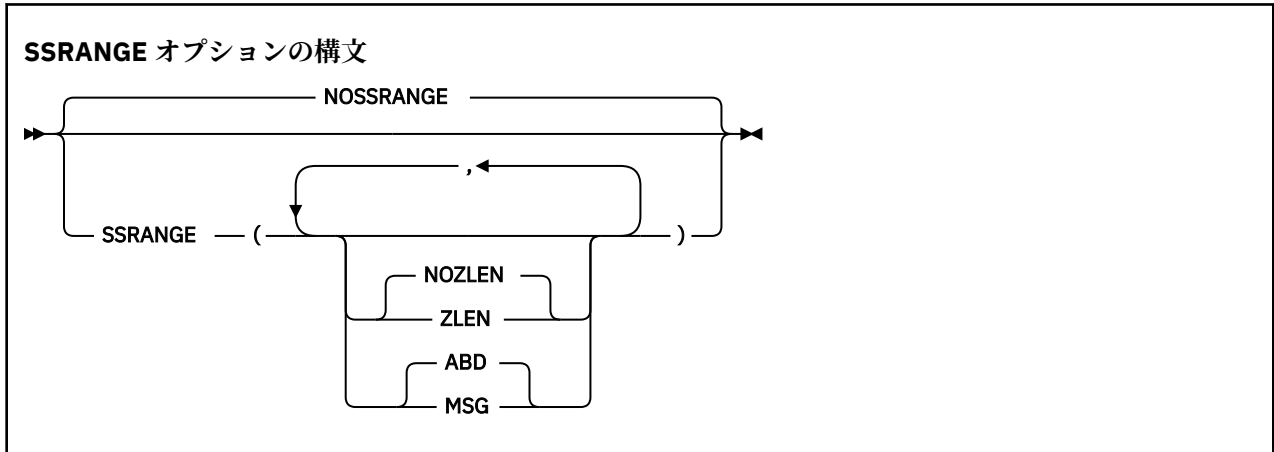 SSRANGE オプションの構文
NOSSRANGE
,
SSRANGE ( )
NOZLEN
ZLEN
ABD
MSG